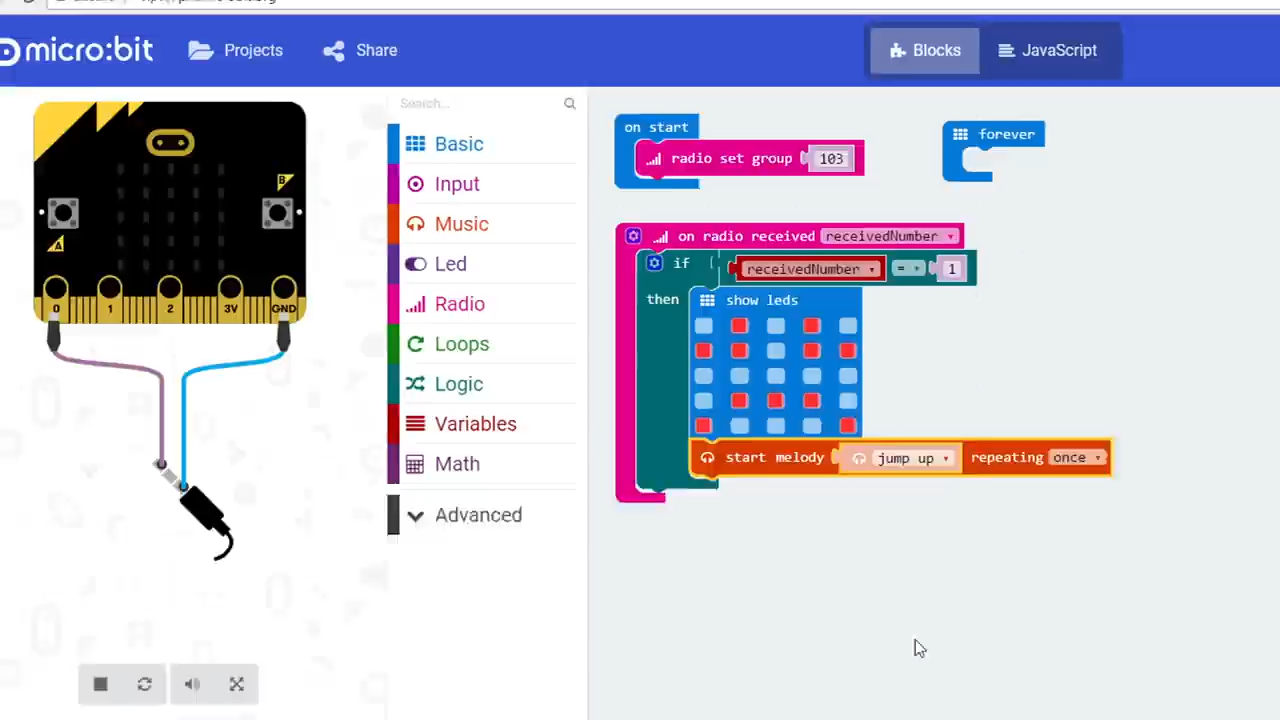 micro:bit
Projects
Share
Blocks
JavaScript
Search...
Basic
Input
Music
Led
Radio
Loops
Logic
Variables
Math
Advanced
A
B
0 1 2 3V GND
on start
radio set group 103
forever
on radio received receivedNumber
if receivedNumber = 1
then show leds
start melody jump up repeating once